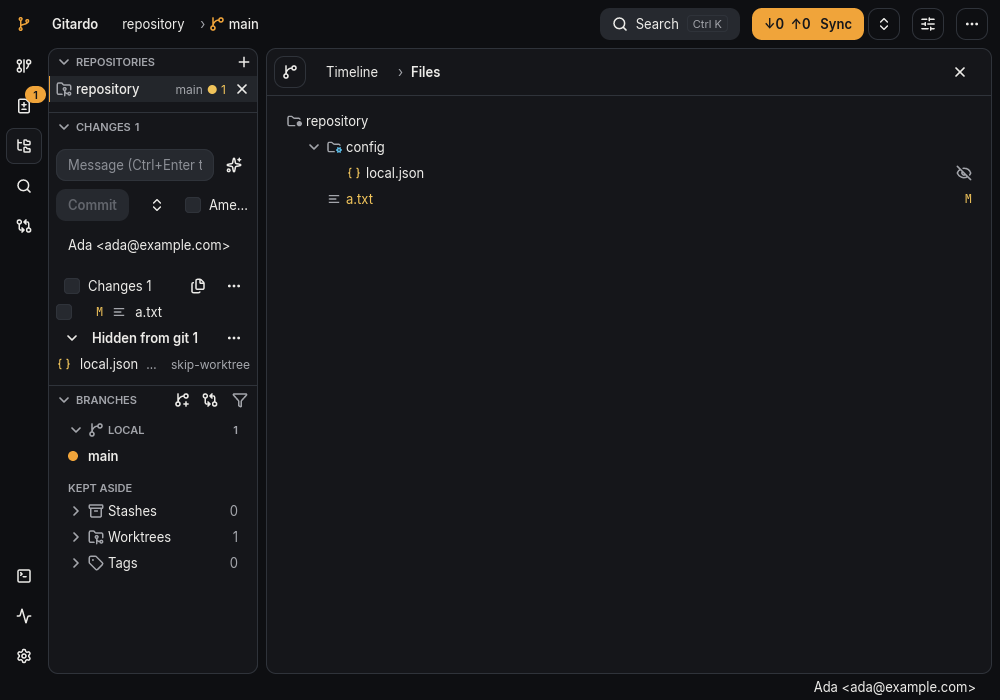 Gitardo repository › main Search Ctrl K ↓0 ↑0 Sync
1
REPOSITORIES
repository main 1
CHANGES 1
Message (Ctrl+Enter t
Commit Ame...
Ada <ada@example.com>
Changes 1
M a.txt
Hidden from git 1
{} local.json ... skip-worktree
BRANCHES
LOCAL 1
main
KEPT ASIDE
Stashes 0
Worktrees 1
Tags 0
Timeline › Files
repository
config
{} local.json
a.txt M
Ada <ada@example.com>